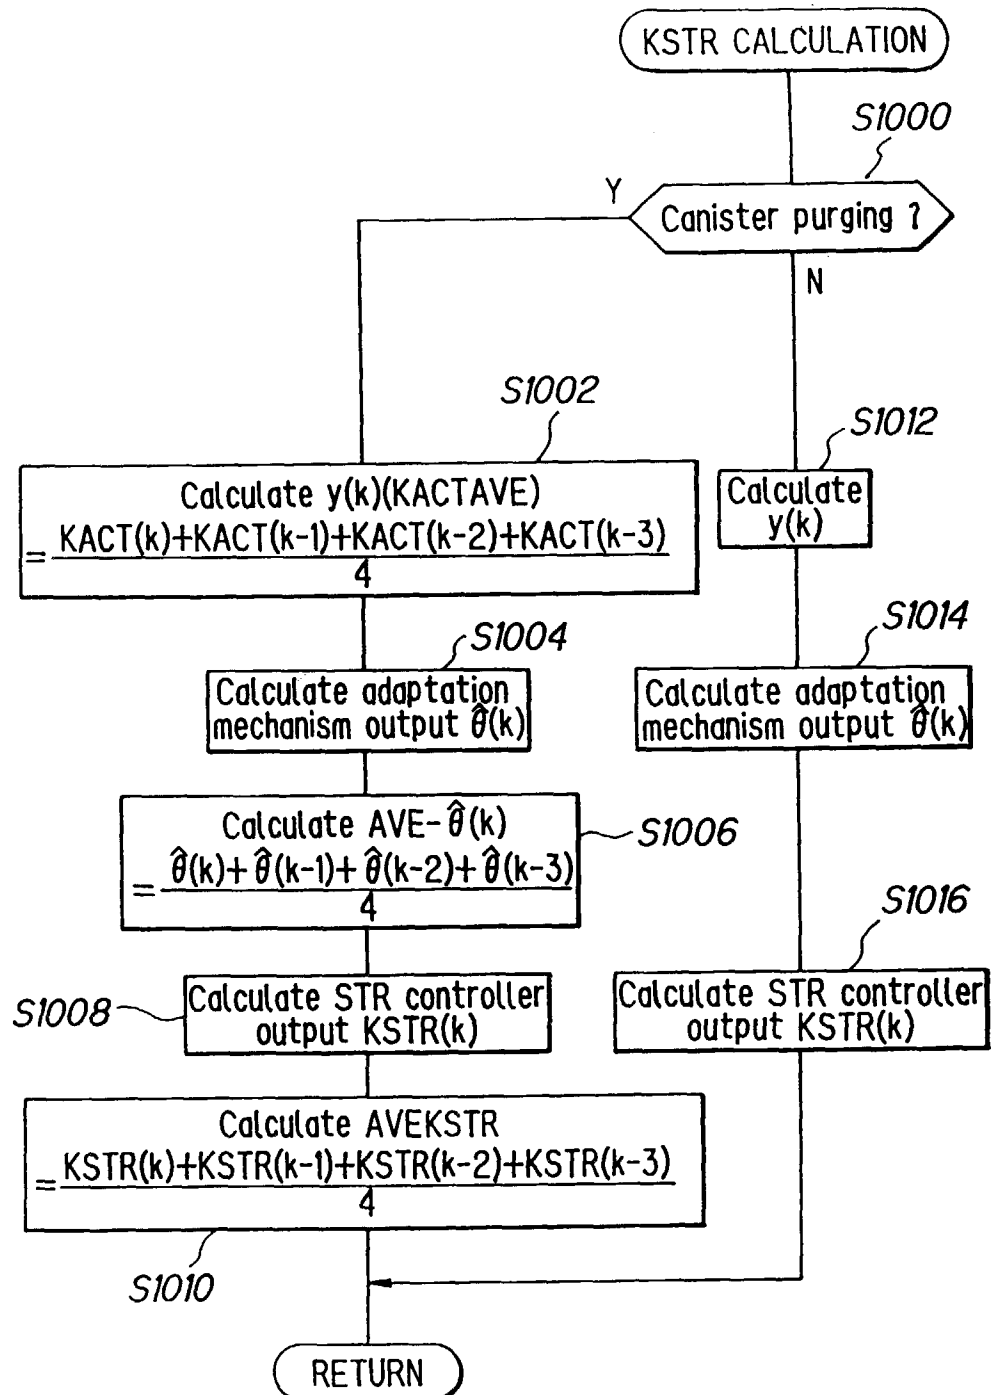 KSTR CALCULATION
S1000
Y
Canister purging ?
N
S1002
Calculate y(k)(KACTAVE)
= KACT(k)+KACT(k-1)+KACT(k-2)+KACT(k-3)
4
S1012
Calculate
y(k)
S1004
Calculate adaptation
mechanism output θ̂(k)
S1014
Calculate adaptation
mechanism output θ̂(k)
Calculate AVE-θ̂(k)
= θ̂(k)+θ̂(k-1)+θ̂(k-2)+θ̂(k-3)
4
S1006
S1008
Calculate STR controller
output KSTR(k)
S1016
Calculate STR controller
output KSTR(k)
Calculate AVEKSTR
= KSTR(k)+KSTR(k-1)+KSTR(k-2)+KSTR(k-3)
4
S1010
RETURN